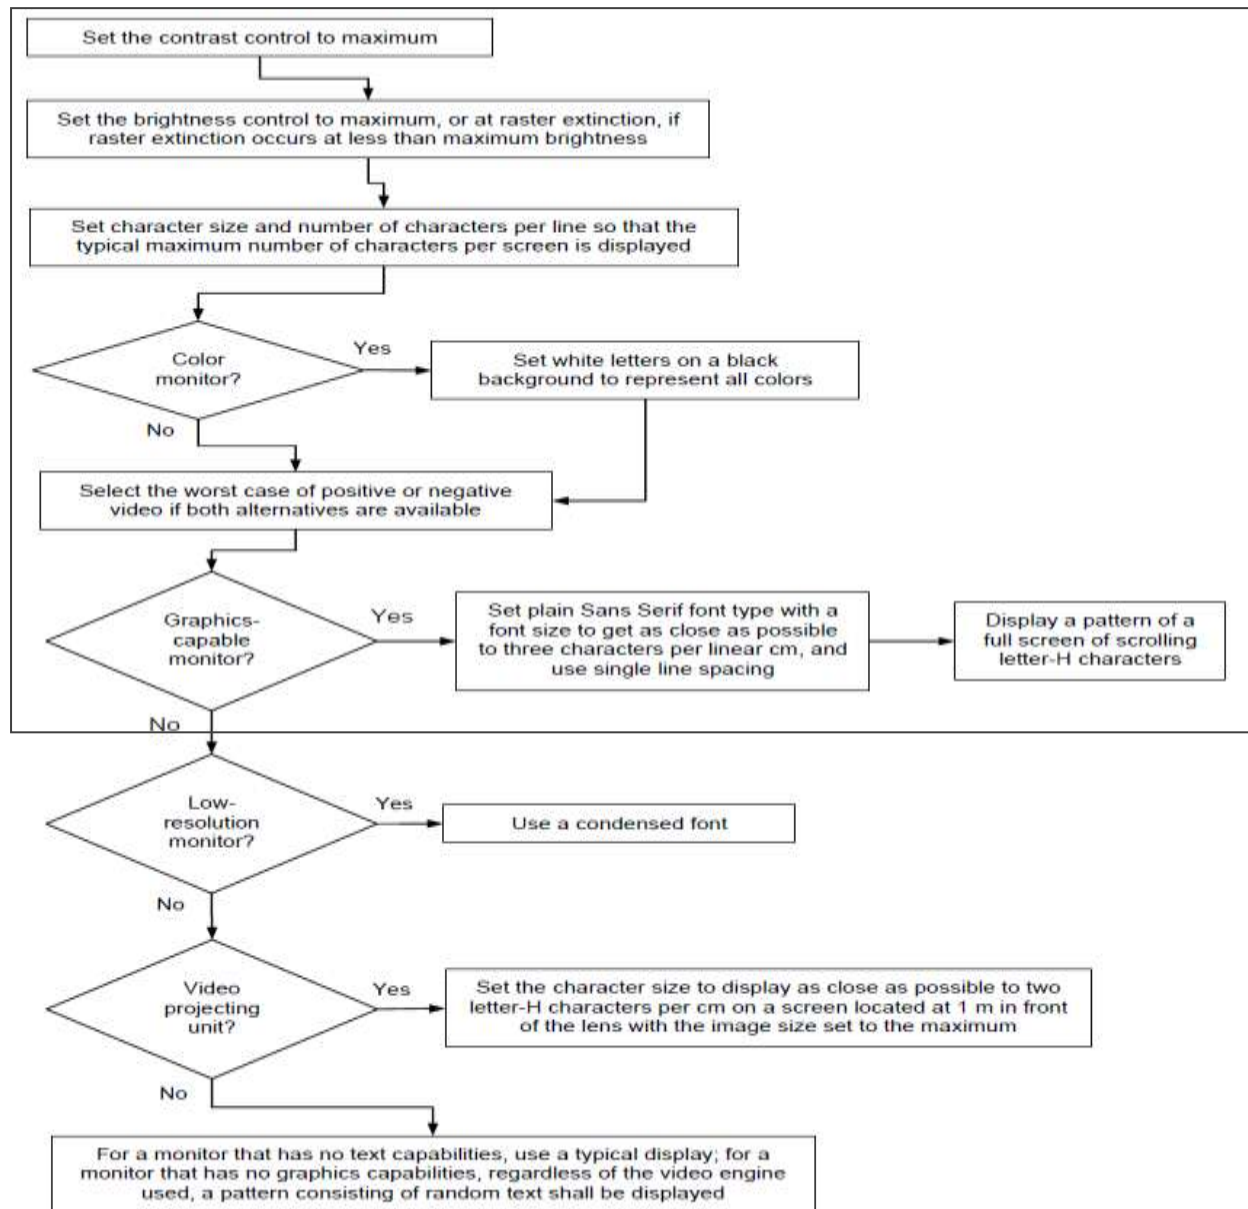 Set the contrast control to maximum
Set the brightness control to maximum, or at raster extinction, if
raster extinction occurs at less than maximum brightness
Set character size and number of characters per line so that the
typical maximum number of characters per screen is displayed
Color
monitor?
Yes
Set white letters on a black
background to represent all colors
No
Select the worst case of positive or negative
video if both alternatives are available
Graphics-
capable
monitor?
Yes
Set plain Sans Serif font type with a
font size to get as close as possible
to three characters per linear cm, and
use single line spacing
Display a pattern of a
full screen of scrolling
letter-H characters
No
Low-
resolution
monitor?
Yes
Use a condensed font
No
Video
projecting
unit?
Yes
Set the character size to display as close as possible to two
letter-H characters per cm on a screen located at 1 m in front
of the lens with the image size set to the maximum
No
For a monitor that has no text capabilities, use a typical display; for a
monitor that has no graphics capabilities, regardless of the video engine
used, a pattern consisting of random text shall be displayed